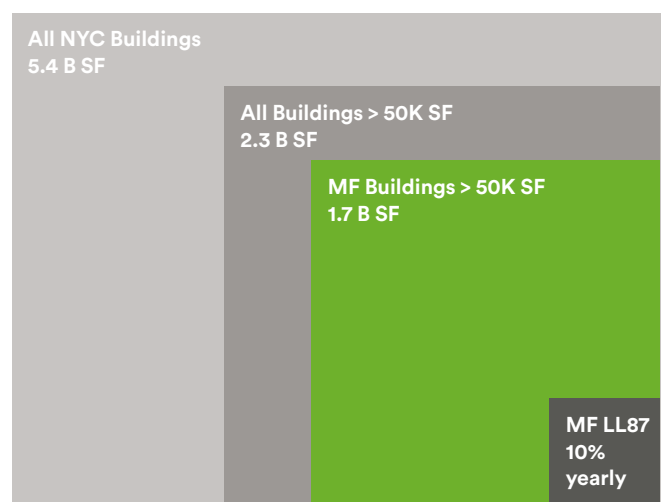 All NYC Buildings
5.4 B SF
All Buildings > 50K SF
2.3 B SF
MF Buildings > 50K SF
1.7 B SF
MF LL87
10%
yearly